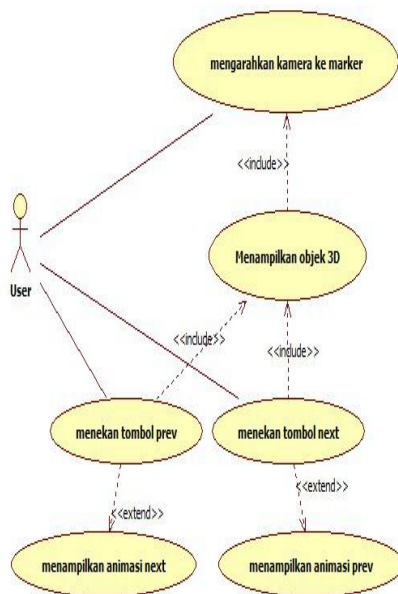 mengarahkan kamera ke marker
<<include>>
Menampilkan objek 3D
User
<<include>>
<<include>>
menekan tombol prev
menekan tombol next
<<extend>>
<<extend>>
menampilkan animasi next
menampilkan animasi prev